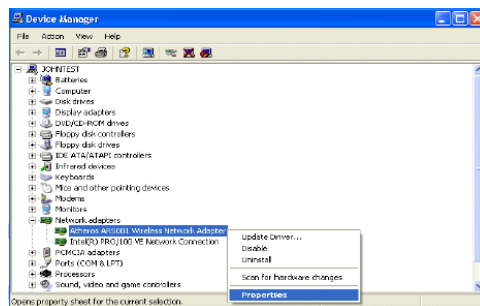 Device Manager
File Action View Help
JOHNTEST
Batteries
Computer
Disk drives
Display adapters
DVD/CD-ROM drives
Floppy disk controllers
Floppy disk drives
IDE ATA/ATAPI controllers
Infrared devices
Keyboards
Mice and other pointing devices
Modems
Monitors
Network adapters
Atheros AR5001 Wireless Network Adapter
Intel(R) PRO/100 VE Network Connection
PCMCIA adapters
Ports (COM & LPT)
Processors
Sound, video and game controllers
Update Driver...
Disable
Uninstall
Scan for hardware changes
Properties
Opens property sheet for the current selection.